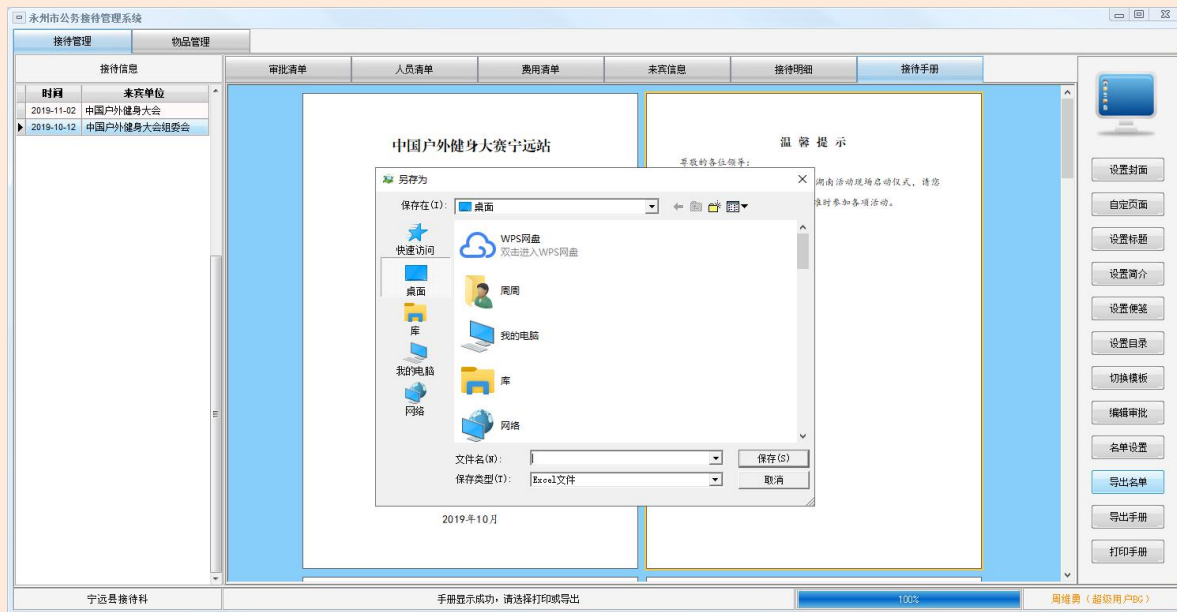 永州市公务接待管理系统
接待管理
物品管理
接待信息
审批清单
人员清单
费用清单
来宾信息
接待明细
接待手册
时间 来宾单位
2019-11-02 中国户外健身大会
2019-10-12 中国户外健身大会组委会
中国户外健身大赛宁远站
2019年10月
温馨提示
尊敬的各位领导：
湖南活动现场启动仪式，请您
准时参加各项活动。
另存为
保存在(I):
桌面
快速访问
桌面
库
我的电脑
网络
WPS网盘
双击进入WPS网盘
周周
我的电脑
库
网络
文件名(N):
保存(S)
保存类型(T):
Excel文件
取消
设置封面
自定页面
设置标题
设置简介
设置便笺
设置目录
切换模板
编辑审批
名单设置
导出名单
导出手册
打印手册
宁远县接待科
手册显示成功，请选择打印或导出
100%
周维勇（超级用户BG）